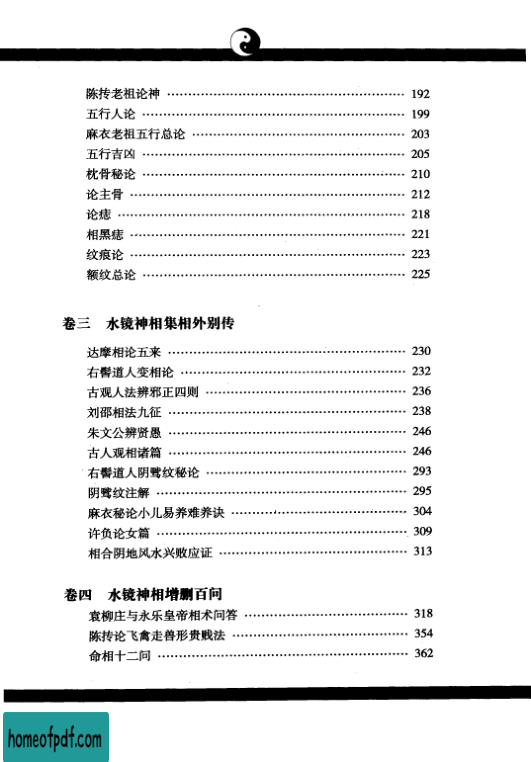 陈抟老祖论神 192
五行人论 199
麻衣老祖五行总论 203
五行吉凶 205
枕骨秘论 210
论主骨 212
论痣 218
相黑痣 221
纹痕论 223
额纹总论 225
卷三 水镜神相集相外别传
达摩相论五来 230
右髻道人变相论 232
古观人法辨邪正四则 236
刘邵相法九征 238
朱文公辨贤愚 246
古人观相诸篇 246
右髻道人阴骘纹秘论 293
阴骘纹注解 295
麻衣秘论小儿易养难养诀 304
许负论女篇 309
相合阴地风水兴败应证 313
卷四 水镜神相增删百问
袁柳庄与永乐皇帝相术问答 318
陈抟论飞禽走兽形贵贱法 354
命相十二问 362
homeofpdf.com